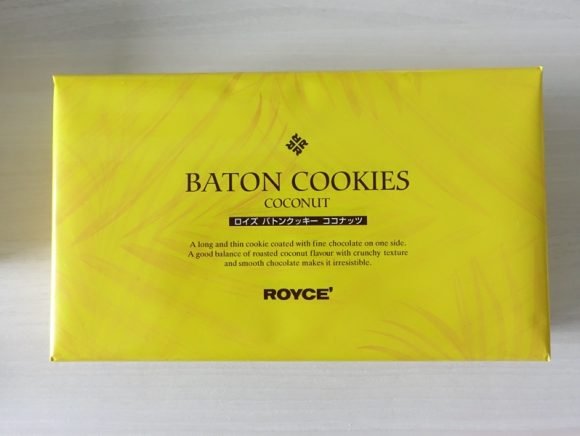 BATON COOKIES
COCONUT
ロイズ バトンクッキー ココナッツ
A long and thin cookie coated with fine chocolate on one side.
A good balance of roasted coconut flavour with crunchy texture
and smooth chocolate makes it irresistible.
ROYCE'